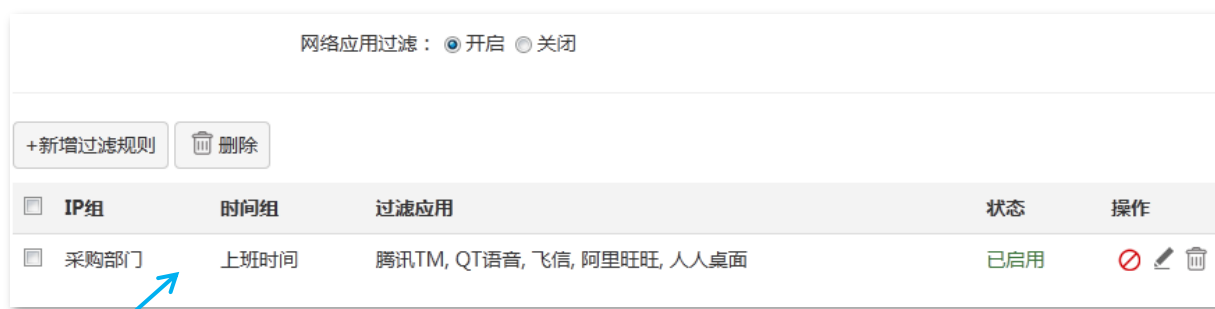 网络应用过滤： 开启 关闭
+新增过滤规则 删除
IP组 时间组 过滤应用 状态 操作
采购部门 上班时间 腾讯TM, QT语音, 飞信, 阿里旺旺, 人人桌面 已启用